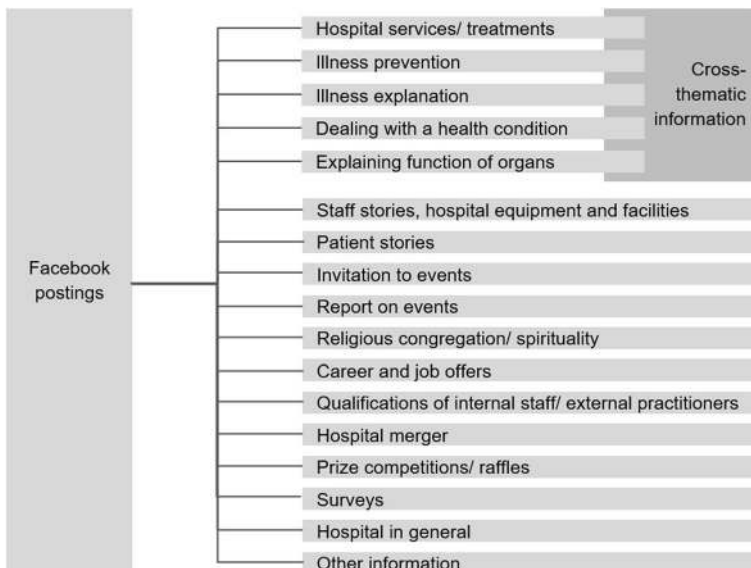 Facebook
postings
Hospital services/ treatments
Illness prevention
Illness explanation
Dealing with a health condition
Explaining function of organs
Cross-
thematic
information
Staff stories, hospital equipment and facilities
Patient stories
Invitation to events
Report on events
Religious congregation/ spirituality
Career and job offers
Qualifications of internal staff/ external practitioners
Hospital merger
Prize competitions/ raffles
Surveys
Hospital in general
Other information